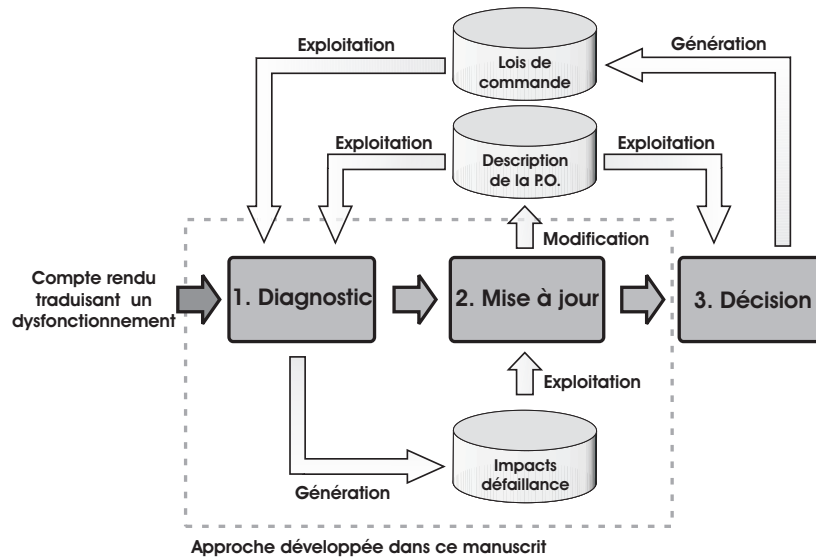 Exploitation
Lois de
commande
Génération
Exploitation
Description
de la P.O.
Exploitation
Modification
Compte rendu
traduisant un
dysfonctionnement
1. Diagnostic
2. Mise à jour
3. Décision
Exploitation
Génération
Impacts
défaillance
Approche développée dans ce manuscrit